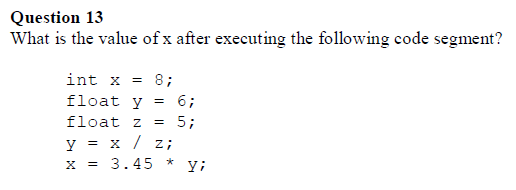 Question 13
What is the value of x after executing the following code segment?
int x = 8;
float y = 6;
float z = 5;
y = x / z;
x = 3.45 * y;